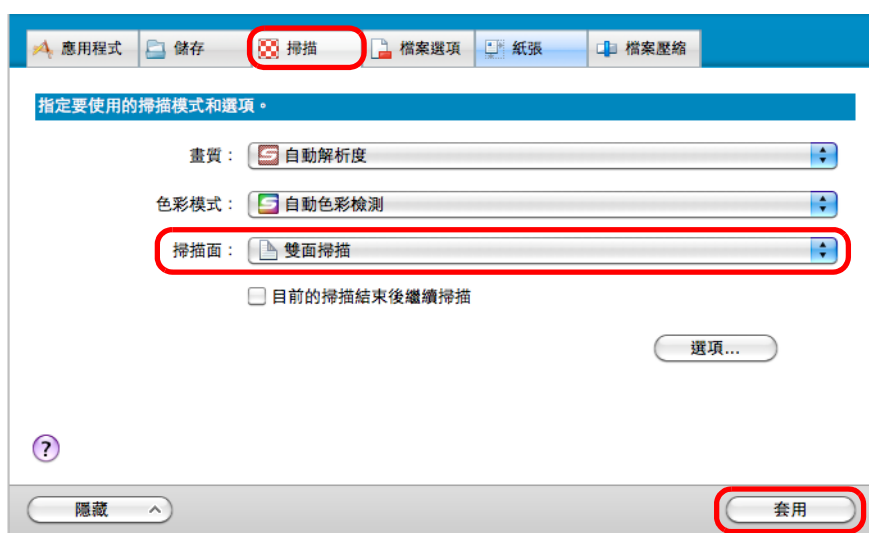 應用程式 儲存 掃描 檔案選項 紙張 檔案壓縮
指定要使用的掃描模式和選項。
畫質： 自動解析度
色彩模式： 自動色彩檢測
掃描面： 雙面掃描
目前的掃描結束後繼續掃描
選項...
?
隱藏 套用